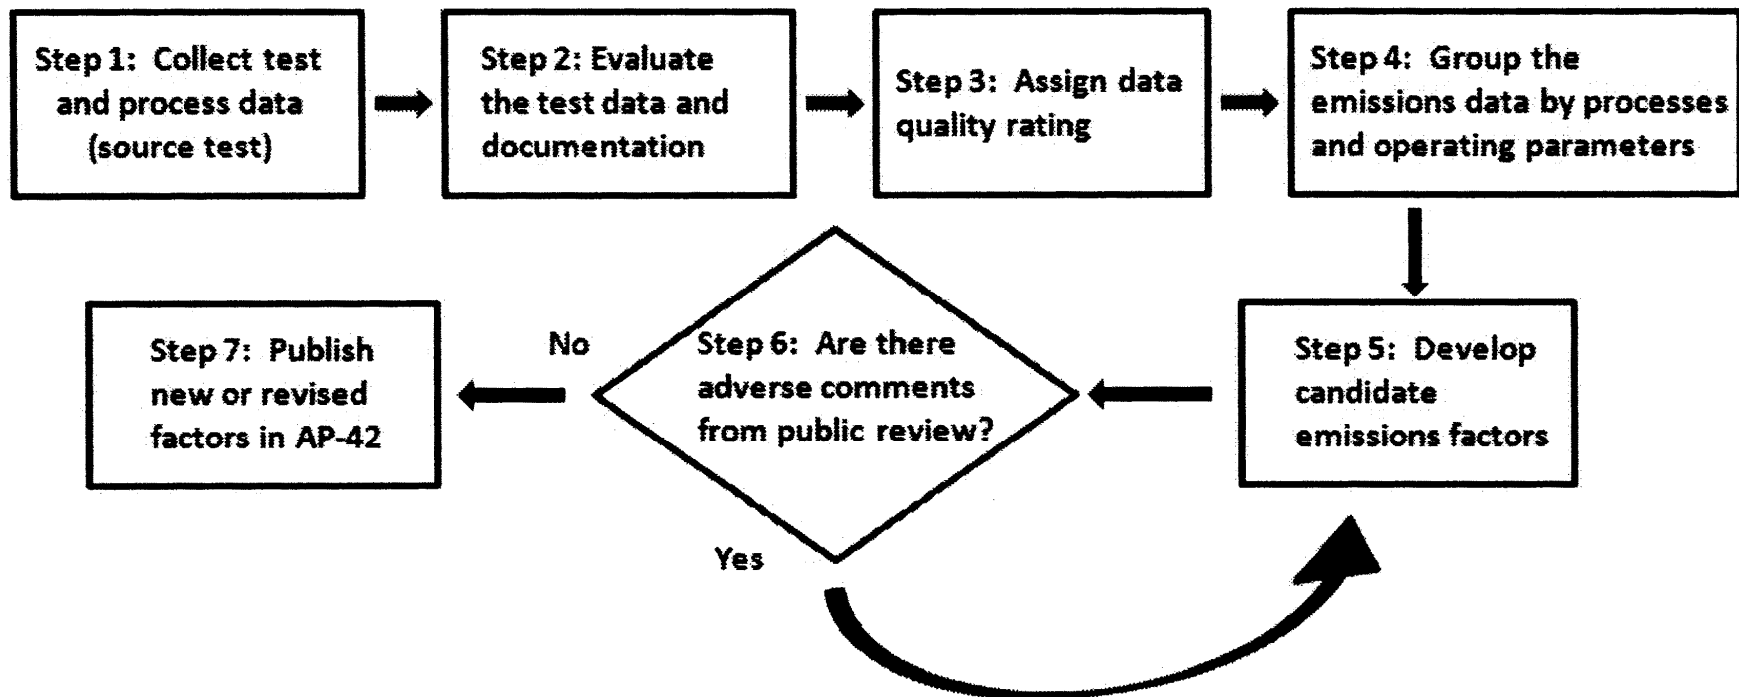 Step 1: Collect test
and process data
(source test)
Step 2: Evaluate
the test data and
documentation
Step 3: Assign data
quality rating
Step 4: Group the
emissions data by processes
and operating parameters
Step 5: Develop
candidate
emissions factors
Step 6: Are there
adverse comments
from public review?
Yes
No
Step 7: Publish
new or revised
factors in AP-42